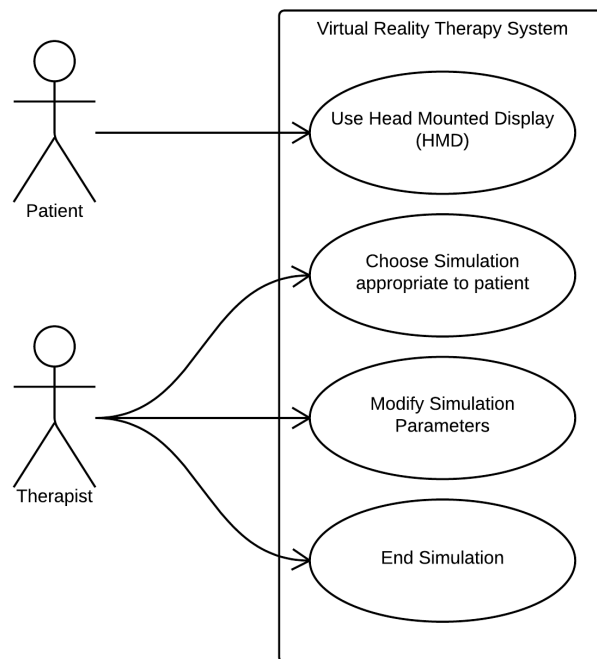 Virtual Reality Therapy System
Use Head Mounted Display
(HMD)
Patient
Choose Simulation
appropriate to patient
Modify Simulation
Parameters
Therapist
End Simulation